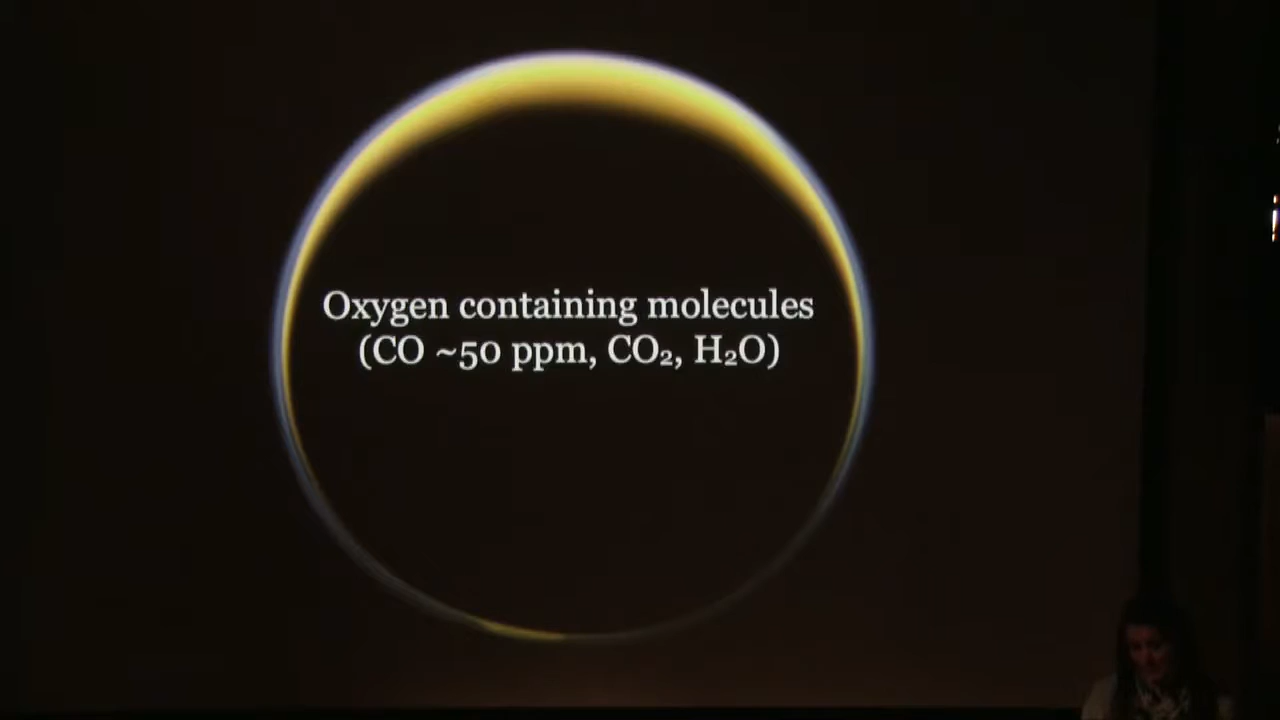 Oxygen containing molecules
(CO ~50 ppm, CO₂, H₂O)